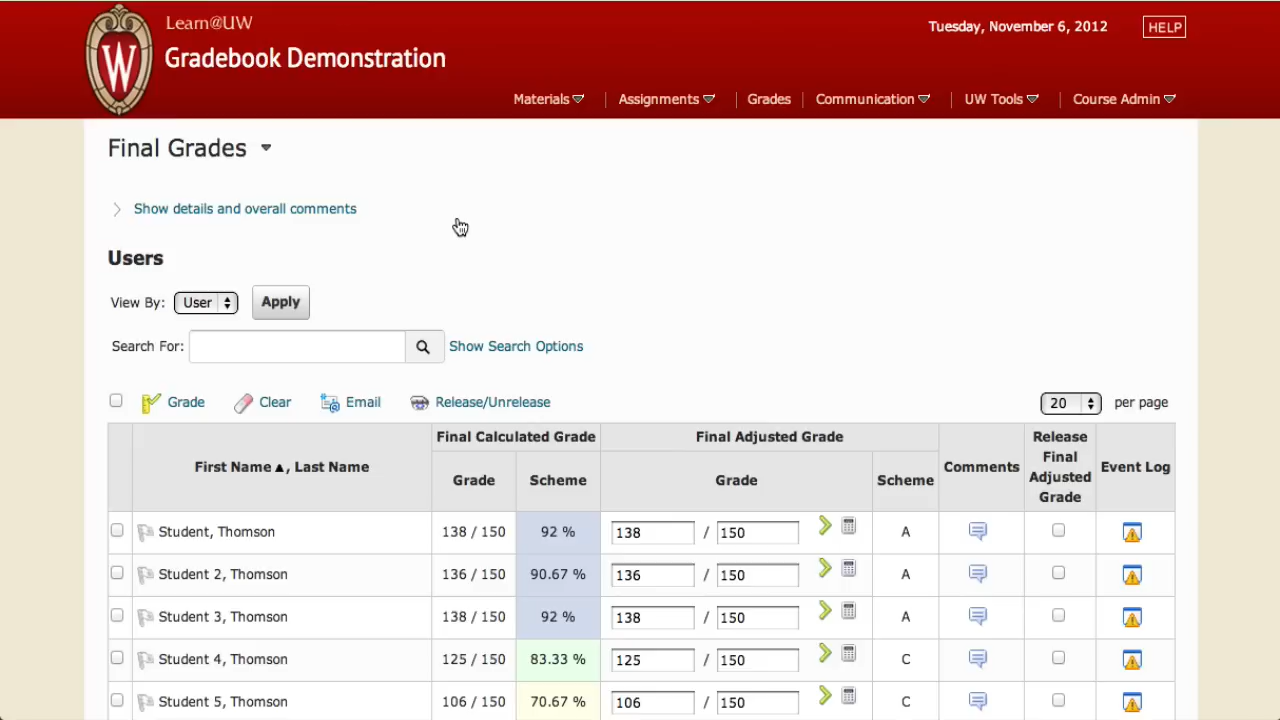 Learn@UW
Gradebook Demonstration
Tuesday, November 6, 2012
HELP
W
Materials
Assignments
Grades
Communication
UW Tools
Course Admin
Final Grades
Show details and overall comments
Users
View By: User Apply
Search For: Show Search Options
Grade Clear Email Release/Unrelease 20 per page
First Name▲, Last Name
Final Calculated Grade
Grade Scheme
Final Adjusted Grade
Grade Scheme
Comments
Release
Final
Adjusted
Grade
Event Log
Student, Thomson 138 / 150 92 % 138 / 150 A
Student 2, Thomson 136 / 150 90.67 % 136 / 150 A
Student 3, Thomson 138 / 150 92 % 138 / 150 A
Student 4, Thomson 125 / 150 83.33 % 125 / 150 C
Student 5, Thomson 106 / 150 70.67 % 106 / 150 C